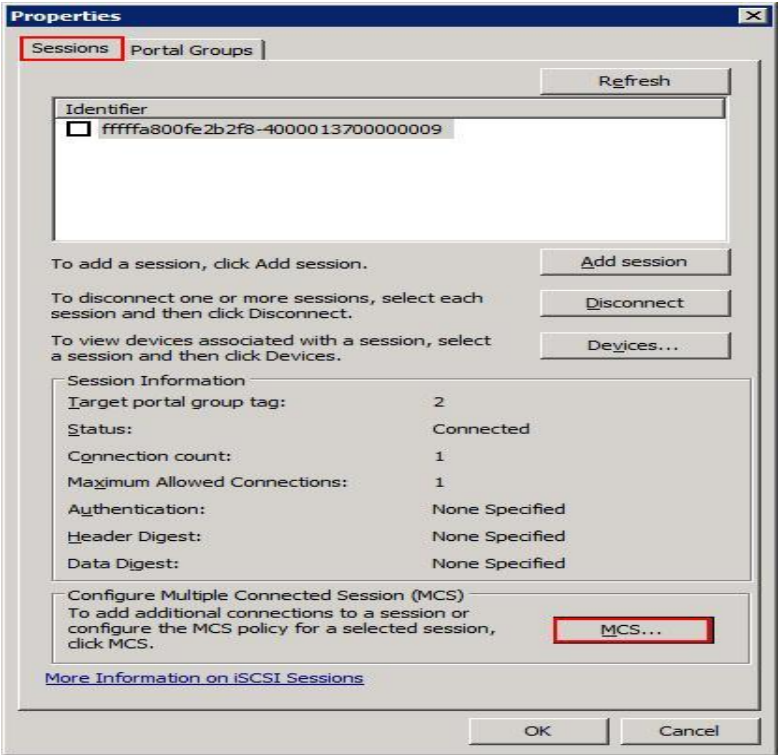 Properties
Sessions Portal Groups
Refresh
Identifier
fffffa800fe2b2f8-4000013700000009
To add a session, click Add session. Add session
To disconnect one or more sessions, select each
session and then click Disconnect.
Disconnect
To view devices associated with a session, select
a session and then click Devices.
Devices...
Session Information
Target portal group tag: 2
Status: Connected
Connection count: 1
Maximum Allowed Connections: 1
Authentication: None Specified
Header Digest: None Specified
Data Digest: None Specified
Configure Multiple Connected Session (MCS)
To add additional connections to a session or
configure the MCS policy for a selected session,
click MCS.
MCS...
More Information on iSCSI Sessions
OK Cancel